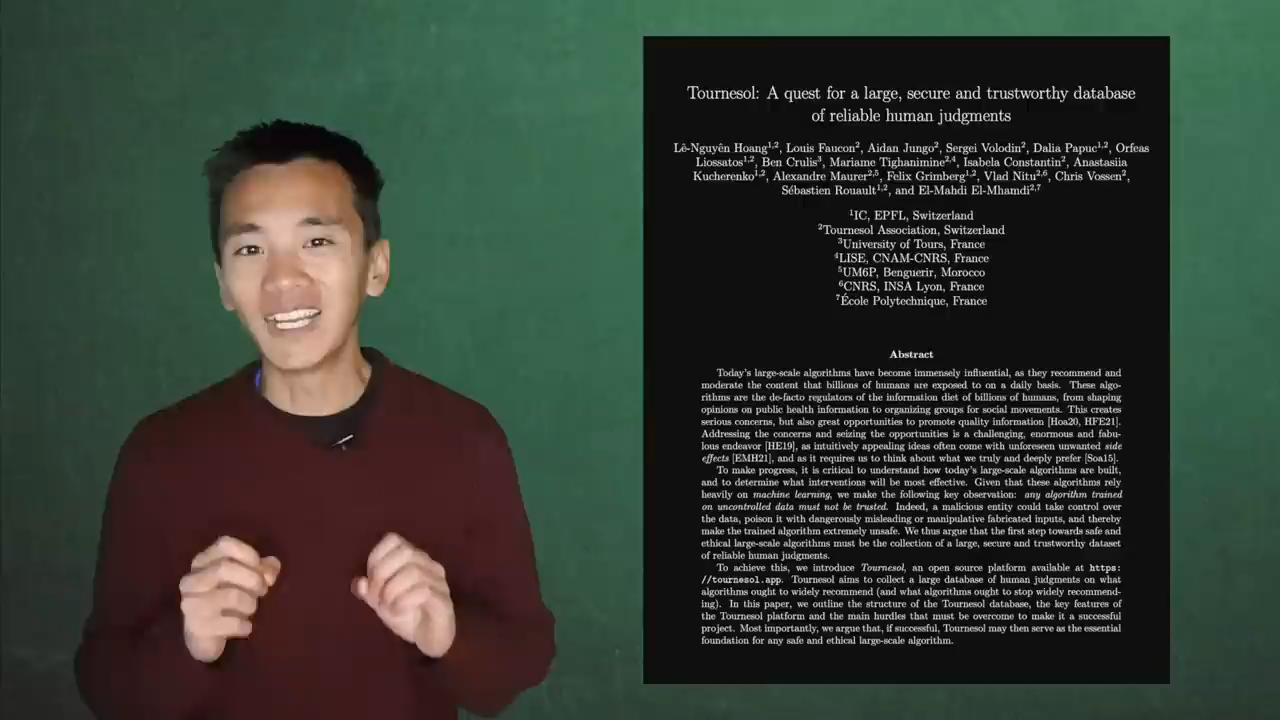 Tournesol: A quest for a large, secure and trustworthy database
of reliable human judgments
Lê-Nguyên Hoang1,2, Louis Faucon2, Aidan Jungo2, Sergei Volodin2, Dalia Papuc1,2, Orfeas
Liossatos1,2, Ben Crulis3, Mariame Tighanimine2,4, Isabela Constantin2, Anastasiia
Kucherenko1,2, Alexandre Maurer2,5, Felix Grimberg1,2, Vlad Nitu2,6, Chris Vossen2,
Sébastien Rouault1,2, and El-Mahdi El-Mhamdi2,7
1IC, EPFL, Switzerland
2Tournesol Association, Switzerland
3University of Tours, France
4LISE, CNAM-CNRS, France
5UM6P, Benguerir, Morocco
6CNRS, INSA Lyon, France
7École Polytechnique, France
Abstract
Today's large-scale algorithms have become immensely influential, as they recommend and
moderate the content that billions of humans are exposed to on a daily basis. These algo-
rithms are the de-facto regulators of the information diet of billions of humans, from shaping
opinions on public health information to organizing groups for social movements. This creates
serious concerns, but also great opportunities to promote quality information [Hoa20, HFE21].
Addressing the concerns and seizing the opportunities is a challenging, enormous and fabu-
lous endeavor [HE19], as intuitively appealing ideas often come with unforeseen unwanted side
effects [EMH21], and as it requires us to think about what we truly and deeply prefer [Soa15].
To make progress, it is critical to understand how today's large-scale algorithms are built,
and to determine what interventions will be most effective. Given that these algorithms rely
heavily on machine learning, we make the following key observation: any algorithm trained
on uncontrolled data must not be trusted. Indeed, a malicious entity could take control over
the data, poison it with dangerously misleading or manipulative fabricated inputs, and thereby
make the trained algorithm extremely unsafe. We thus argue that the first step towards safe and
ethical large-scale algorithms must be the collection of a large, secure and trustworthy dataset
of reliable human judgments.
To achieve this, we introduce Tournesol, an open source platform available at https:
//tournesol.app. Tournesol aims to collect a large database of human judgments on what
algorithms ought to widely recommend (and what algorithms ought to stop widely recommend-
ing). In this paper, we outline the structure of the Tournesol database, the key features of
the Tournesol platform and the main hurdles that must be overcome to make it a successful
project. Most importantly, we argue that, if successful, Tournesol may then serve as the essential
foundation for any safe and ethical large-scale algorithm.